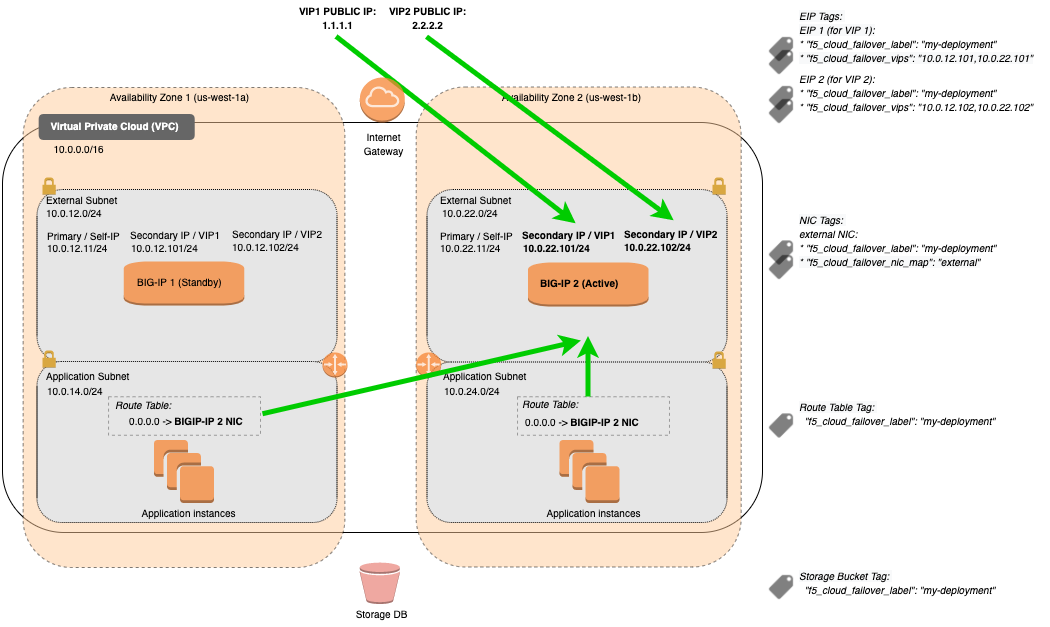 VIP1 PUBLIC IP:
1.1.1.1
VIP2 PUBLIC IP:
2.2.2.2
EIP Tags:
EIP 1 (for VIP 1):
* "f5_cloud_failover_label": "my-deployment"
* "f5_cloud_failover_vips": "10.0.12.101,10.0.22.101"
EIP 2 (for VIP 2):
* "f5_cloud_failover_label": "my-deployment"
* "f5_cloud_failover_vips": "10.0.12.102,10.0.22.102"
Availability Zone 1 (us-west-1a)
Availability Zone 2 (us-west-1b)
Virtual Private Cloud (VPC)
10.0.0.0/16
Internet
Gateway
External Subnet
10.0.12.0/24
Primary / Self-IP
10.0.12.11/24
Secondary IP / VIP1
10.0.12.101/24
Secondary IP / VIP2
10.0.12.102/24
BIG-IP 1 (Standby)
External Subnet
10.0.22.0/24
Primary / Self-IP
10.0.22.11/24
Secondary IP / VIP1
10.0.22.101/24
Secondary IP / VIP2
10.0.22.102/24
BIG-IP 2 (Active)
NIC Tags:
external NIC:
* "f5_cloud_failover_label": "my-deployment"
* "f5_cloud_failover_nic_map": "external"
Application Subnet
10.0.14.0/24
Route Table:
0.0.0.0 -> BIGIP-IP 2 NIC
Application instances
Application Subnet
10.0.24.0/24
Route Table:
0.0.0.0 -> BIGIP-IP 2 NIC
Application instances
Route Table Tag:
"f5_cloud_failover_label": "my-deployment"
Storage DB
Storage Bucket Tag:
"f5_cloud_failover_label": "my-deployment"